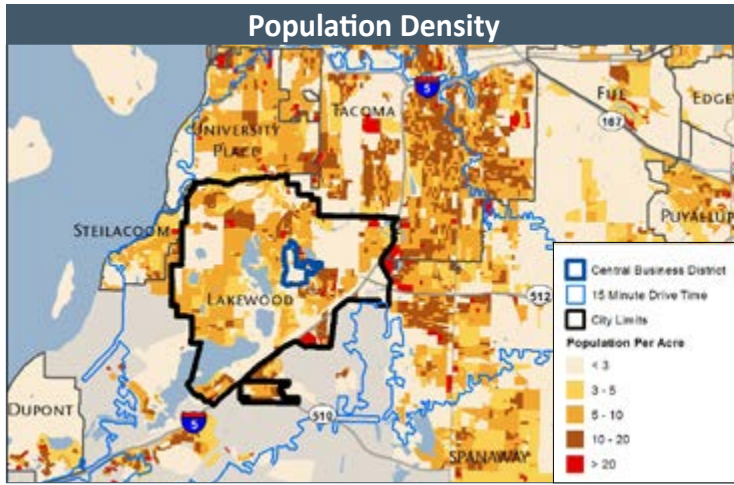 Population Density
5
FIFE
TACOMA
EDGEW
167
UNIVERSITY
PLACE
PUYALLUP
STEILACOOM
LAKEWOOD
512
DUPONT
5
510
SPANAWAY
Central Business District
15 Minute Drive Time
City Limits
Population Per Acre
< 3
3 - 5
5 - 10
10 - 20
> 20